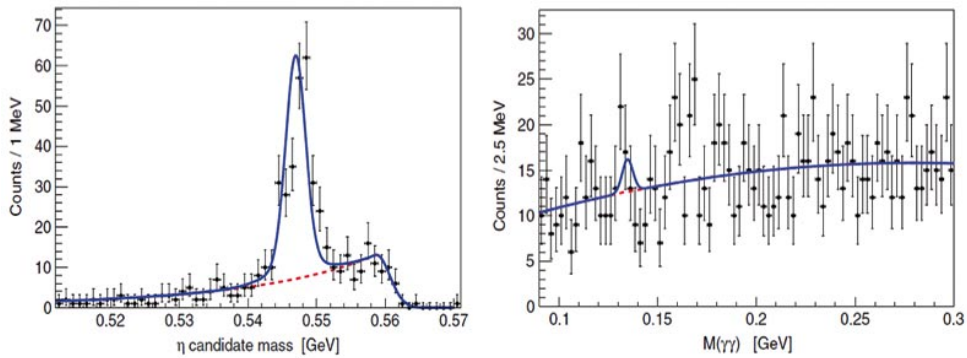 70
60
50
40
30
20
10
0
Counts / 1 MeV
0.52 0.53 0.54 0.55 0.56 0.57
η candidate mass [GeV]
30
25
20
15
10
5
0
Counts / 2.5 MeV
0.1 0.15 0.2 0.25 0.3
M(γγ) [GeV]